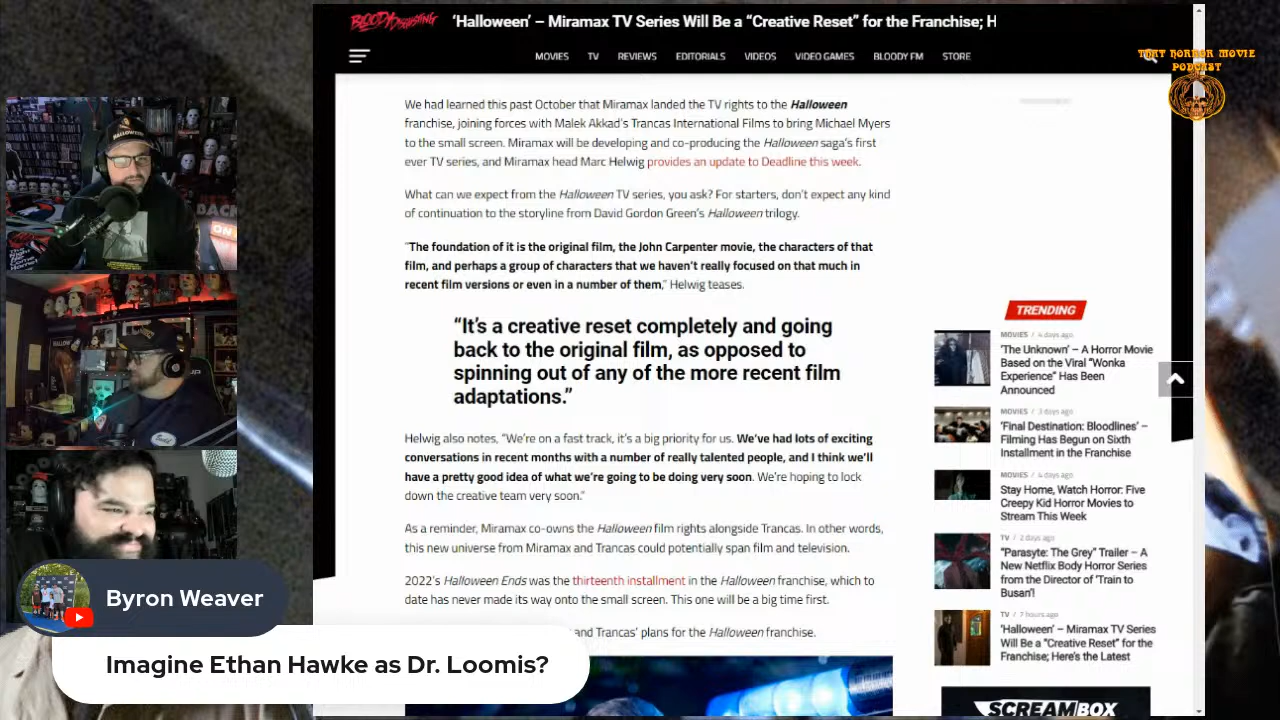 BLOODY DISGUSTING
‘Halloween’ – Miramax TV Series Will Be a “Creative Reset” for the Franchise; H
MOVIES TV REVIEWS EDITORIALS VIDEOS VIDEO GAMES BLOODY FM STORE
THAT HORROR MOVIE
PODCAST
We had learned this past October that Miramax landed the TV rights to the Halloween
franchise, joining forces with Malek Akkad’s Trancas International Films to bring Michael Myers
to the small screen. Miramax will be developing and co-producing the Halloween saga’s first
ever TV series, and Miramax head Marc Helwig provides an update to Deadline this week.
What can we expect from the Halloween TV series, you ask? For starters, don’t expect any kind
of continuation to the storyline from David Gordon Green’s Halloween trilogy.
“The foundation of it is the original film, the John Carpenter movie, the characters of that
film, and perhaps a group of characters that we haven’t really focused on that much in
recent film versions or even in a number of them,” Helwig teases.
“It’s a creative reset completely and going
back to the original film, as opposed to
spinning out of any of the more recent film
adaptations.”
Helwig also notes, “We’re on a fast track, it’s a big priority for us. We’ve had lots of exciting
conversations in recent months with a number of really talented people, and I think we’ll
have a pretty good idea of what we’re going to be doing very soon. We’re hoping to lock
down the creative team very soon.”
As a reminder, Miramax co-owns the Halloween film rights alongside Trancas. In other words,
this new universe from Miramax and Trancas could potentially span film and television.
2022’s Halloween Ends was the thirteenth installment in the Halloween franchise, which to
date has never made its way onto the small screen. This one will be a big time first.
and Trancas’ plans for the Halloween franchise.
TRENDING
MOVIES / 4 days ago
‘The Unknown’ – A Horror Movie
Based on the Viral “Wonka
Experience” Has Been
Announced
MOVIES / 3 days ago
‘Final Destination: Bloodlines’ –
Filming Has Begun on Sixth
Installment in the Franchise
MOVIES / 4 days ago
Stay Home, Watch Horror: Five
Creepy Kid Horror Movies to
Stream This Week
TV / 2 days ago
“Parasyte: The Grey” Trailer – A
New Netflix Body Horror Series
from the Director of ‘Train to
Busan’!
TV / 7 hours ago
‘Halloween’ – Miramax TV Series
Will Be a “Creative Reset” for the
Franchise; Here’s the Latest
SCREAMBOX
HALLOWEEN
BACK
ON
Byron Weaver
Imagine Ethan Hawke as Dr. Loomis?